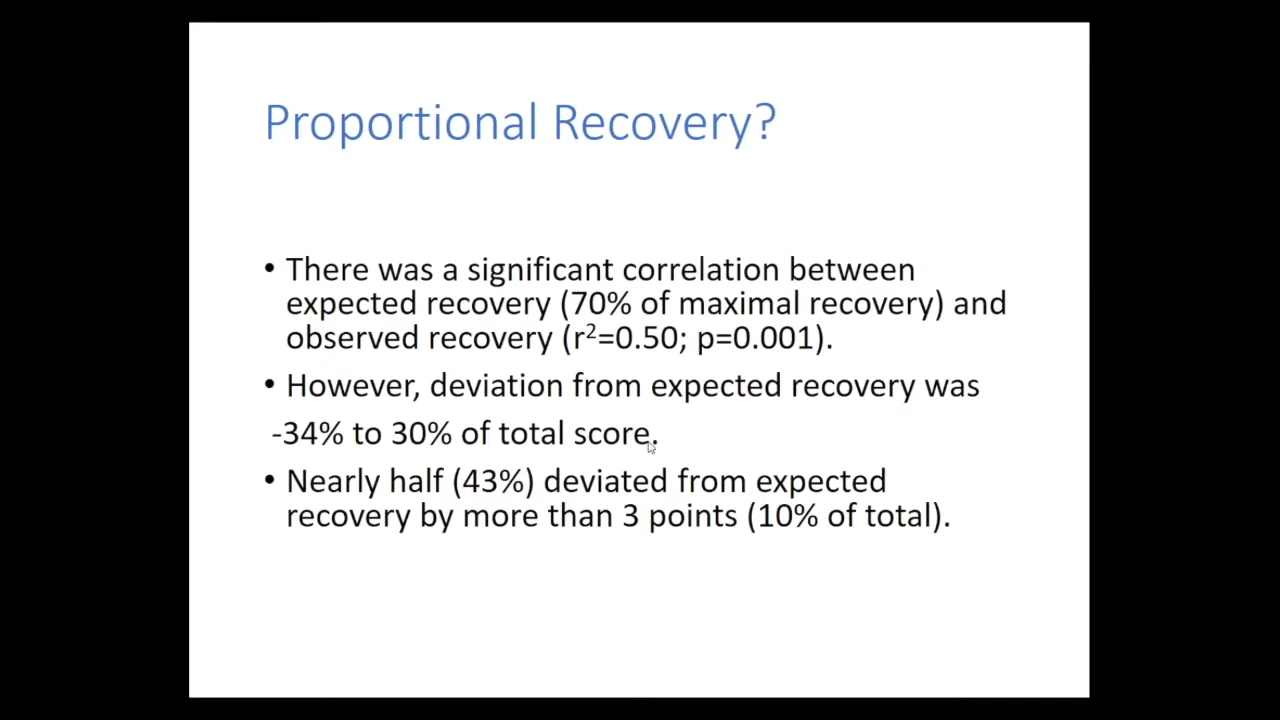 Proportional Recovery?
• There was a significant correlation between
expected recovery (70% of maximal recovery) and
observed recovery (r²=0.50; p=0.001).
• However, deviation from expected recovery was
-34% to 30% of total score.
• Nearly half (43%) deviated from expected
recovery by more than 3 points (10% of total).